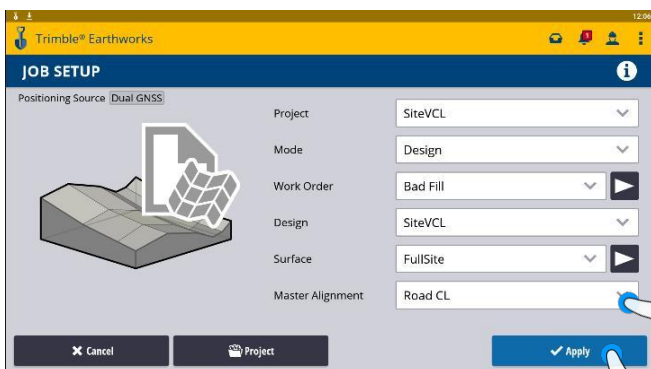 12:06
Trimble® Earthworks
JOB SETUP
Positioning Source Dual GNSS
Project SiteVCL
Mode Design
Work Order Bad Fill
Design SiteVCL
Surface FullSite
Master Alignment Road CL
Cancel Project Apply